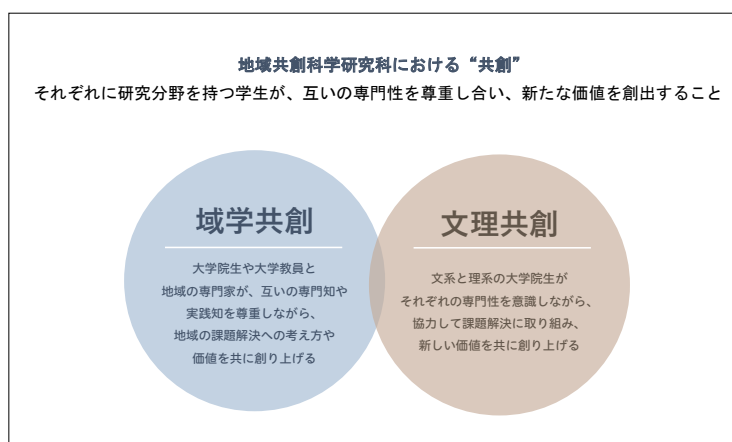 地域共創科学研究科における“共創”
それぞれに研究分野を持つ学生が、互いの専門性を尊重し合い、新たな価値を創出すること
域学共創
大学院生や大学教員と
地域の専門家が、互いの専門知や
実践知を尊重しながら、
地域の課題解決への考え方や
価値を共に創り上げる
文理共創
文系と理系の大学院生が
それぞれの専門性を意識しながら、
協力して課題解決に取り組み、
新しい価値を共に創り上げる